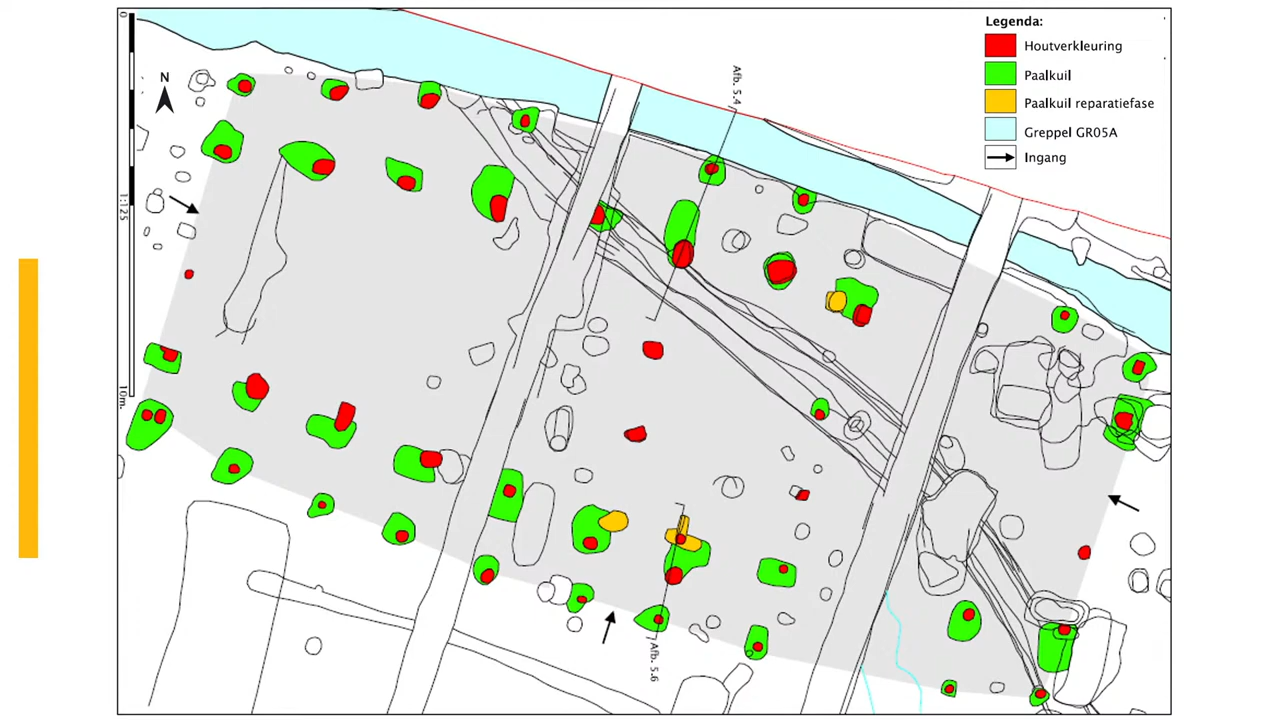 Legenda:
Houtverkleuring
Paalkuil
Paalkuil reparatiefase
Greppel GR05A
Ingang
0
N
1:125
10m.
Afb. 5.4
Afb. 5.6